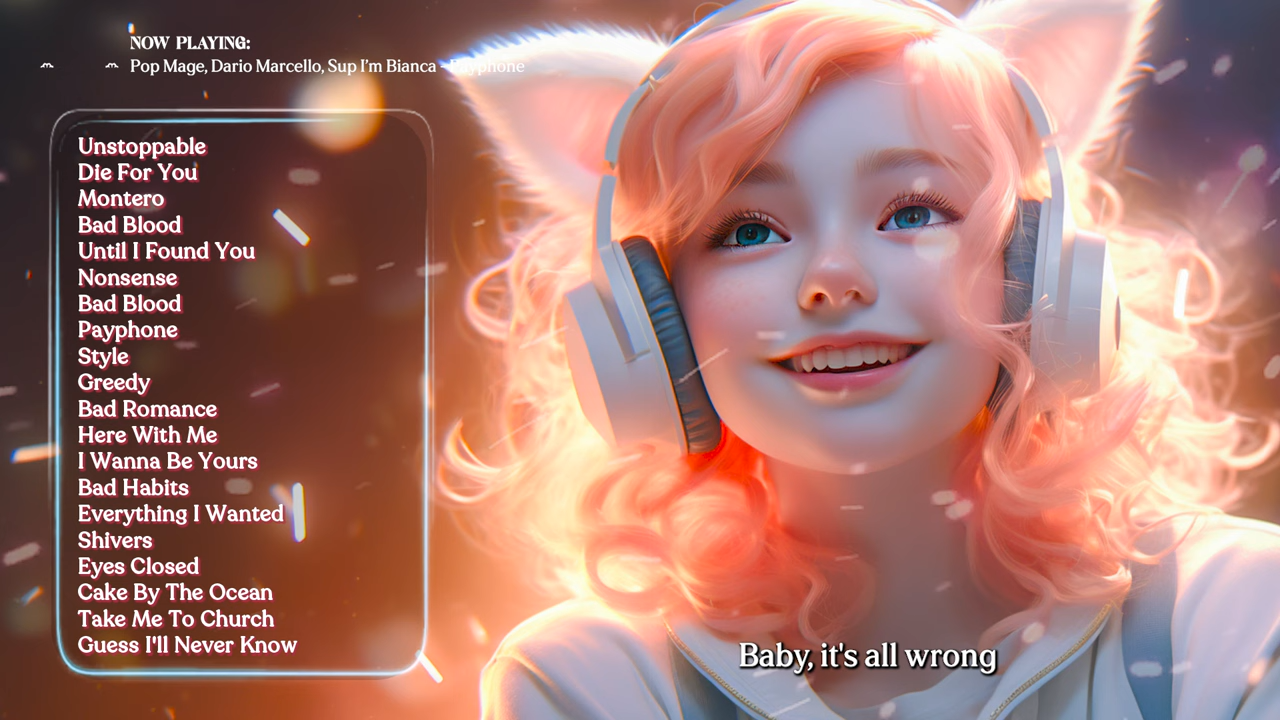 NOW PLAYING:
Pop Mage, Dario Marcello, Sup I'm Bianca - Payphone
Unstoppable
Die For You
Montero
Bad Blood
Until I Found You
Nonsense
Bad Blood
Payphone
Style
Greedy
Bad Romance
Here With Me
I Wanna Be Yours
Bad Habits
Everything I Wanted
Shivers
Eyes Closed
Cake By The Ocean
Take Me To Church
Guess I'll Never Know
Baby, it's all wrong